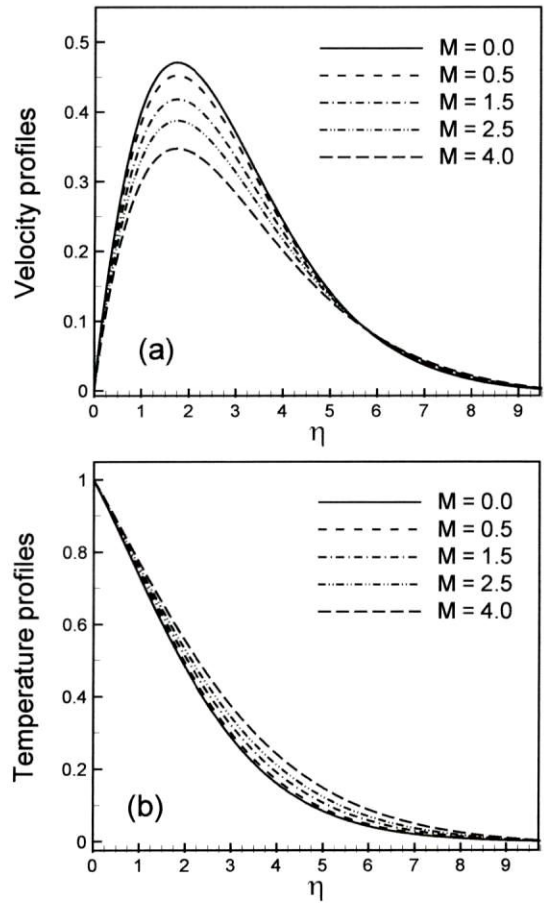 Velocity profiles
0.5
0.4
0.3
0.2
0.1
0
M = 0.0
M = 0.5
M = 1.5
M = 2.5
M = 4.0
(a)
0 1 2 3 4 5 6 7 8 9
η
Temperature profiles
1
0.8
0.6
0.4
0.2
0
M = 0.0
M = 0.5
M = 1.5
M = 2.5
M = 4.0
(b)
0 1 2 3 4 5 6 7 8 9
η